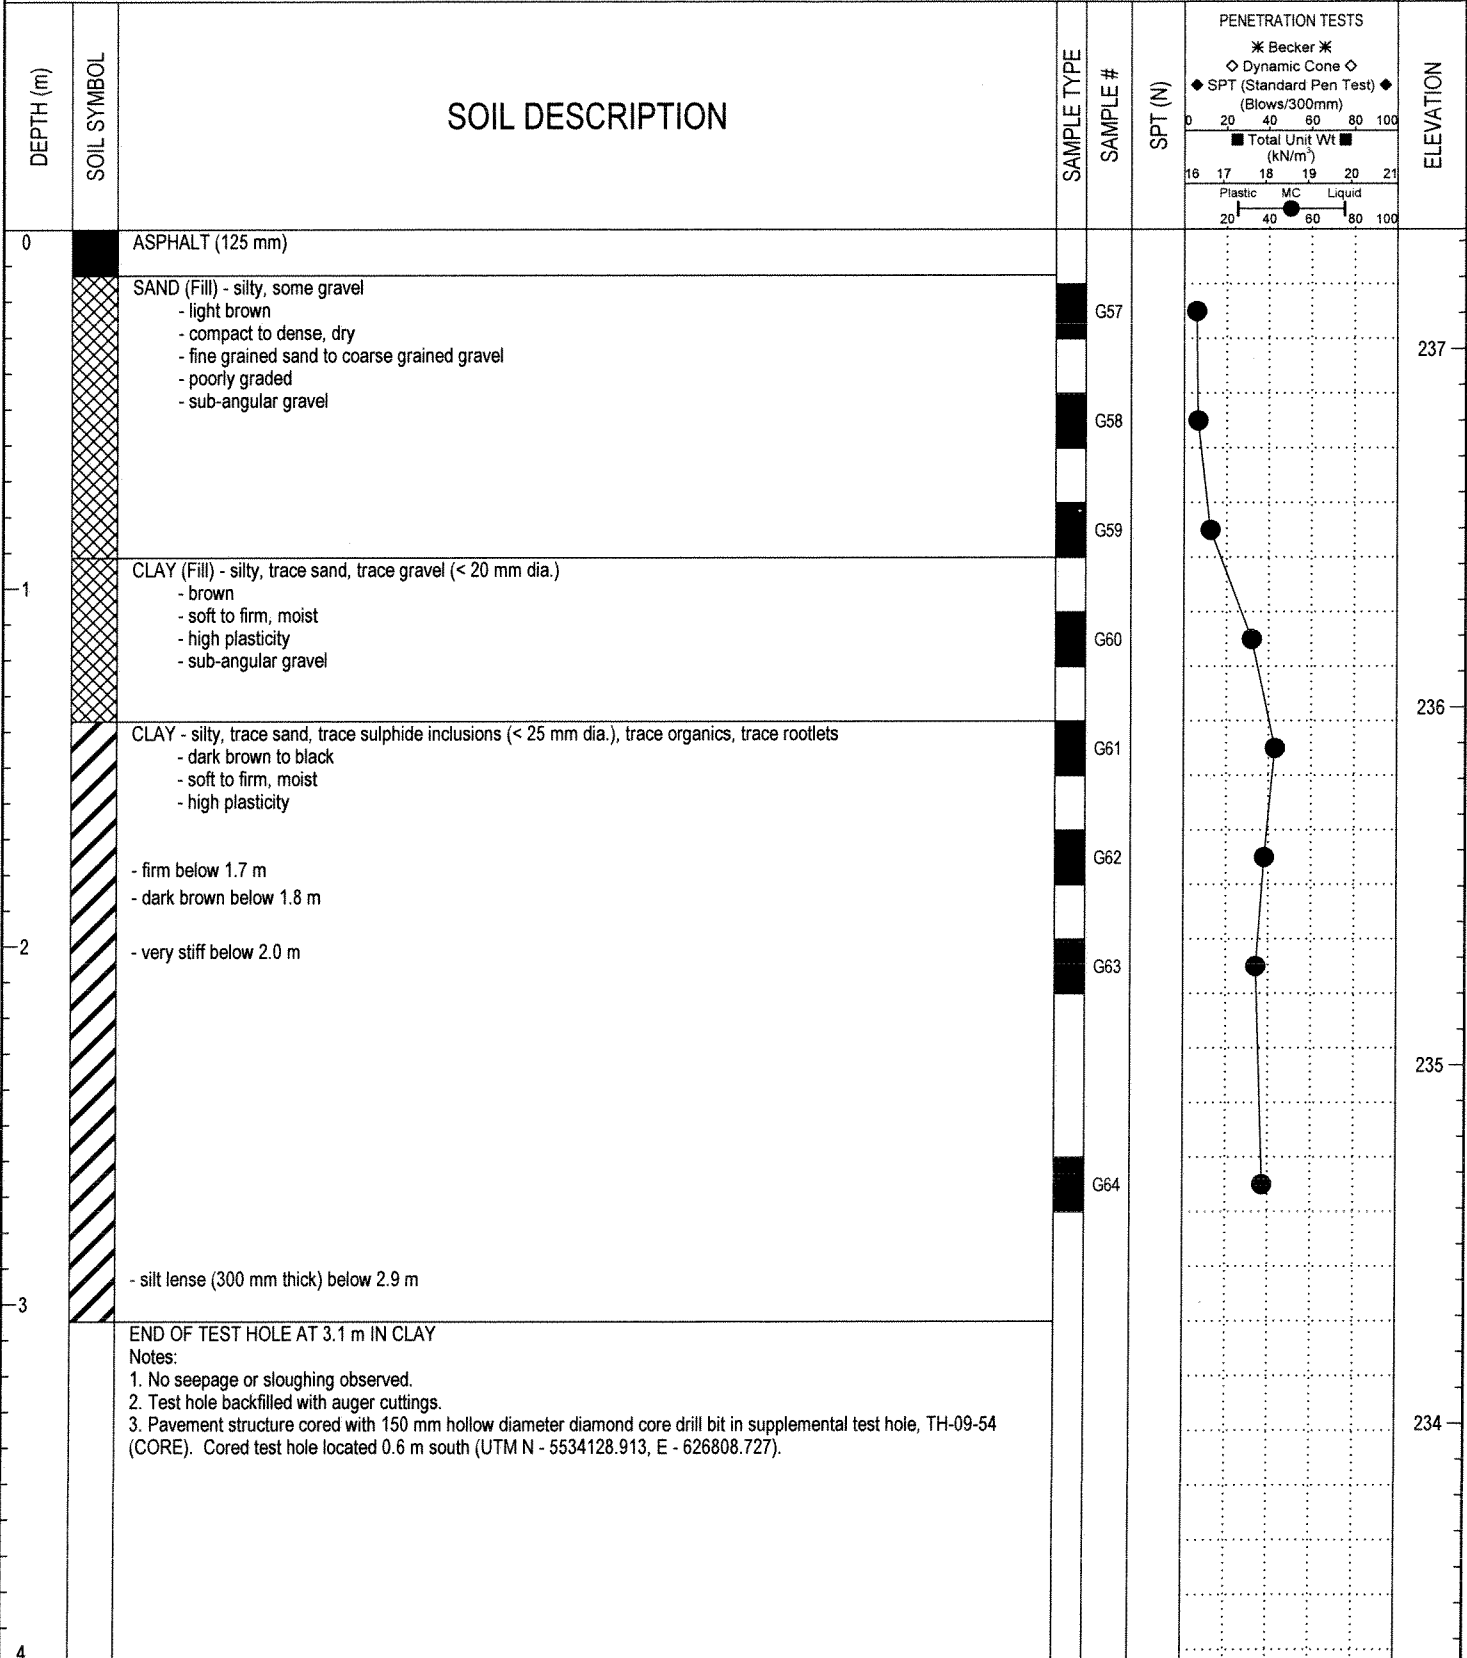 DEPTH (m)
SOIL SYMBOL
SOIL DESCRIPTION
SAMPLE TYPE
SAMPLE #
SPT (N)
PENETRATION TESTS
✳ Becker ✳
◇ Dynamic Cone ◇
◆ SPT (Standard Pen Test) ◆
(Blows/300mm)
0 20 40 60 80 100
■ Total Unit Wt ■
(kN/m³)
16 17 18 19 20 21
Plastic MC Liquid
20 40 60 80 100
ELEVATION
0
ASPHALT (125 mm)
SAND (Fill) - silty, some gravel
- light brown
G57
- compact to dense, dry
- fine grained sand to coarse grained gravel
237
- poorly graded
- sub-angular gravel
G58
G59
CLAY (Fill) - silty, trace sand, trace gravel (< 20 mm dia.)
1
- brown
- soft to firm, moist
- high plasticity
G60
- sub-angular gravel
236
CLAY - silty, trace sand, trace sulphide inclusions (< 25 mm dia.), trace organics, trace rootlets
- dark brown to black
G61
- soft to firm, moist
- high plasticity
G62
- firm below 1.7 m
- dark brown below 1.8 m
2
- very stiff below 2.0 m
G63
235
G64
- silt lense (300 mm thick) below 2.9 m
3
END OF TEST HOLE AT 3.1 m IN CLAY
Notes:
1. No seepage or sloughing observed.
2. Test hole backfilled with auger cuttings.
3. Pavement structure cored with 150 mm hollow diameter diamond core drill bit in supplemental test hole, TH-09-54
234
(CORE).  Cored test hole located 0.6 m south (UTM N - 5534128.913, E - 626808.727).
4